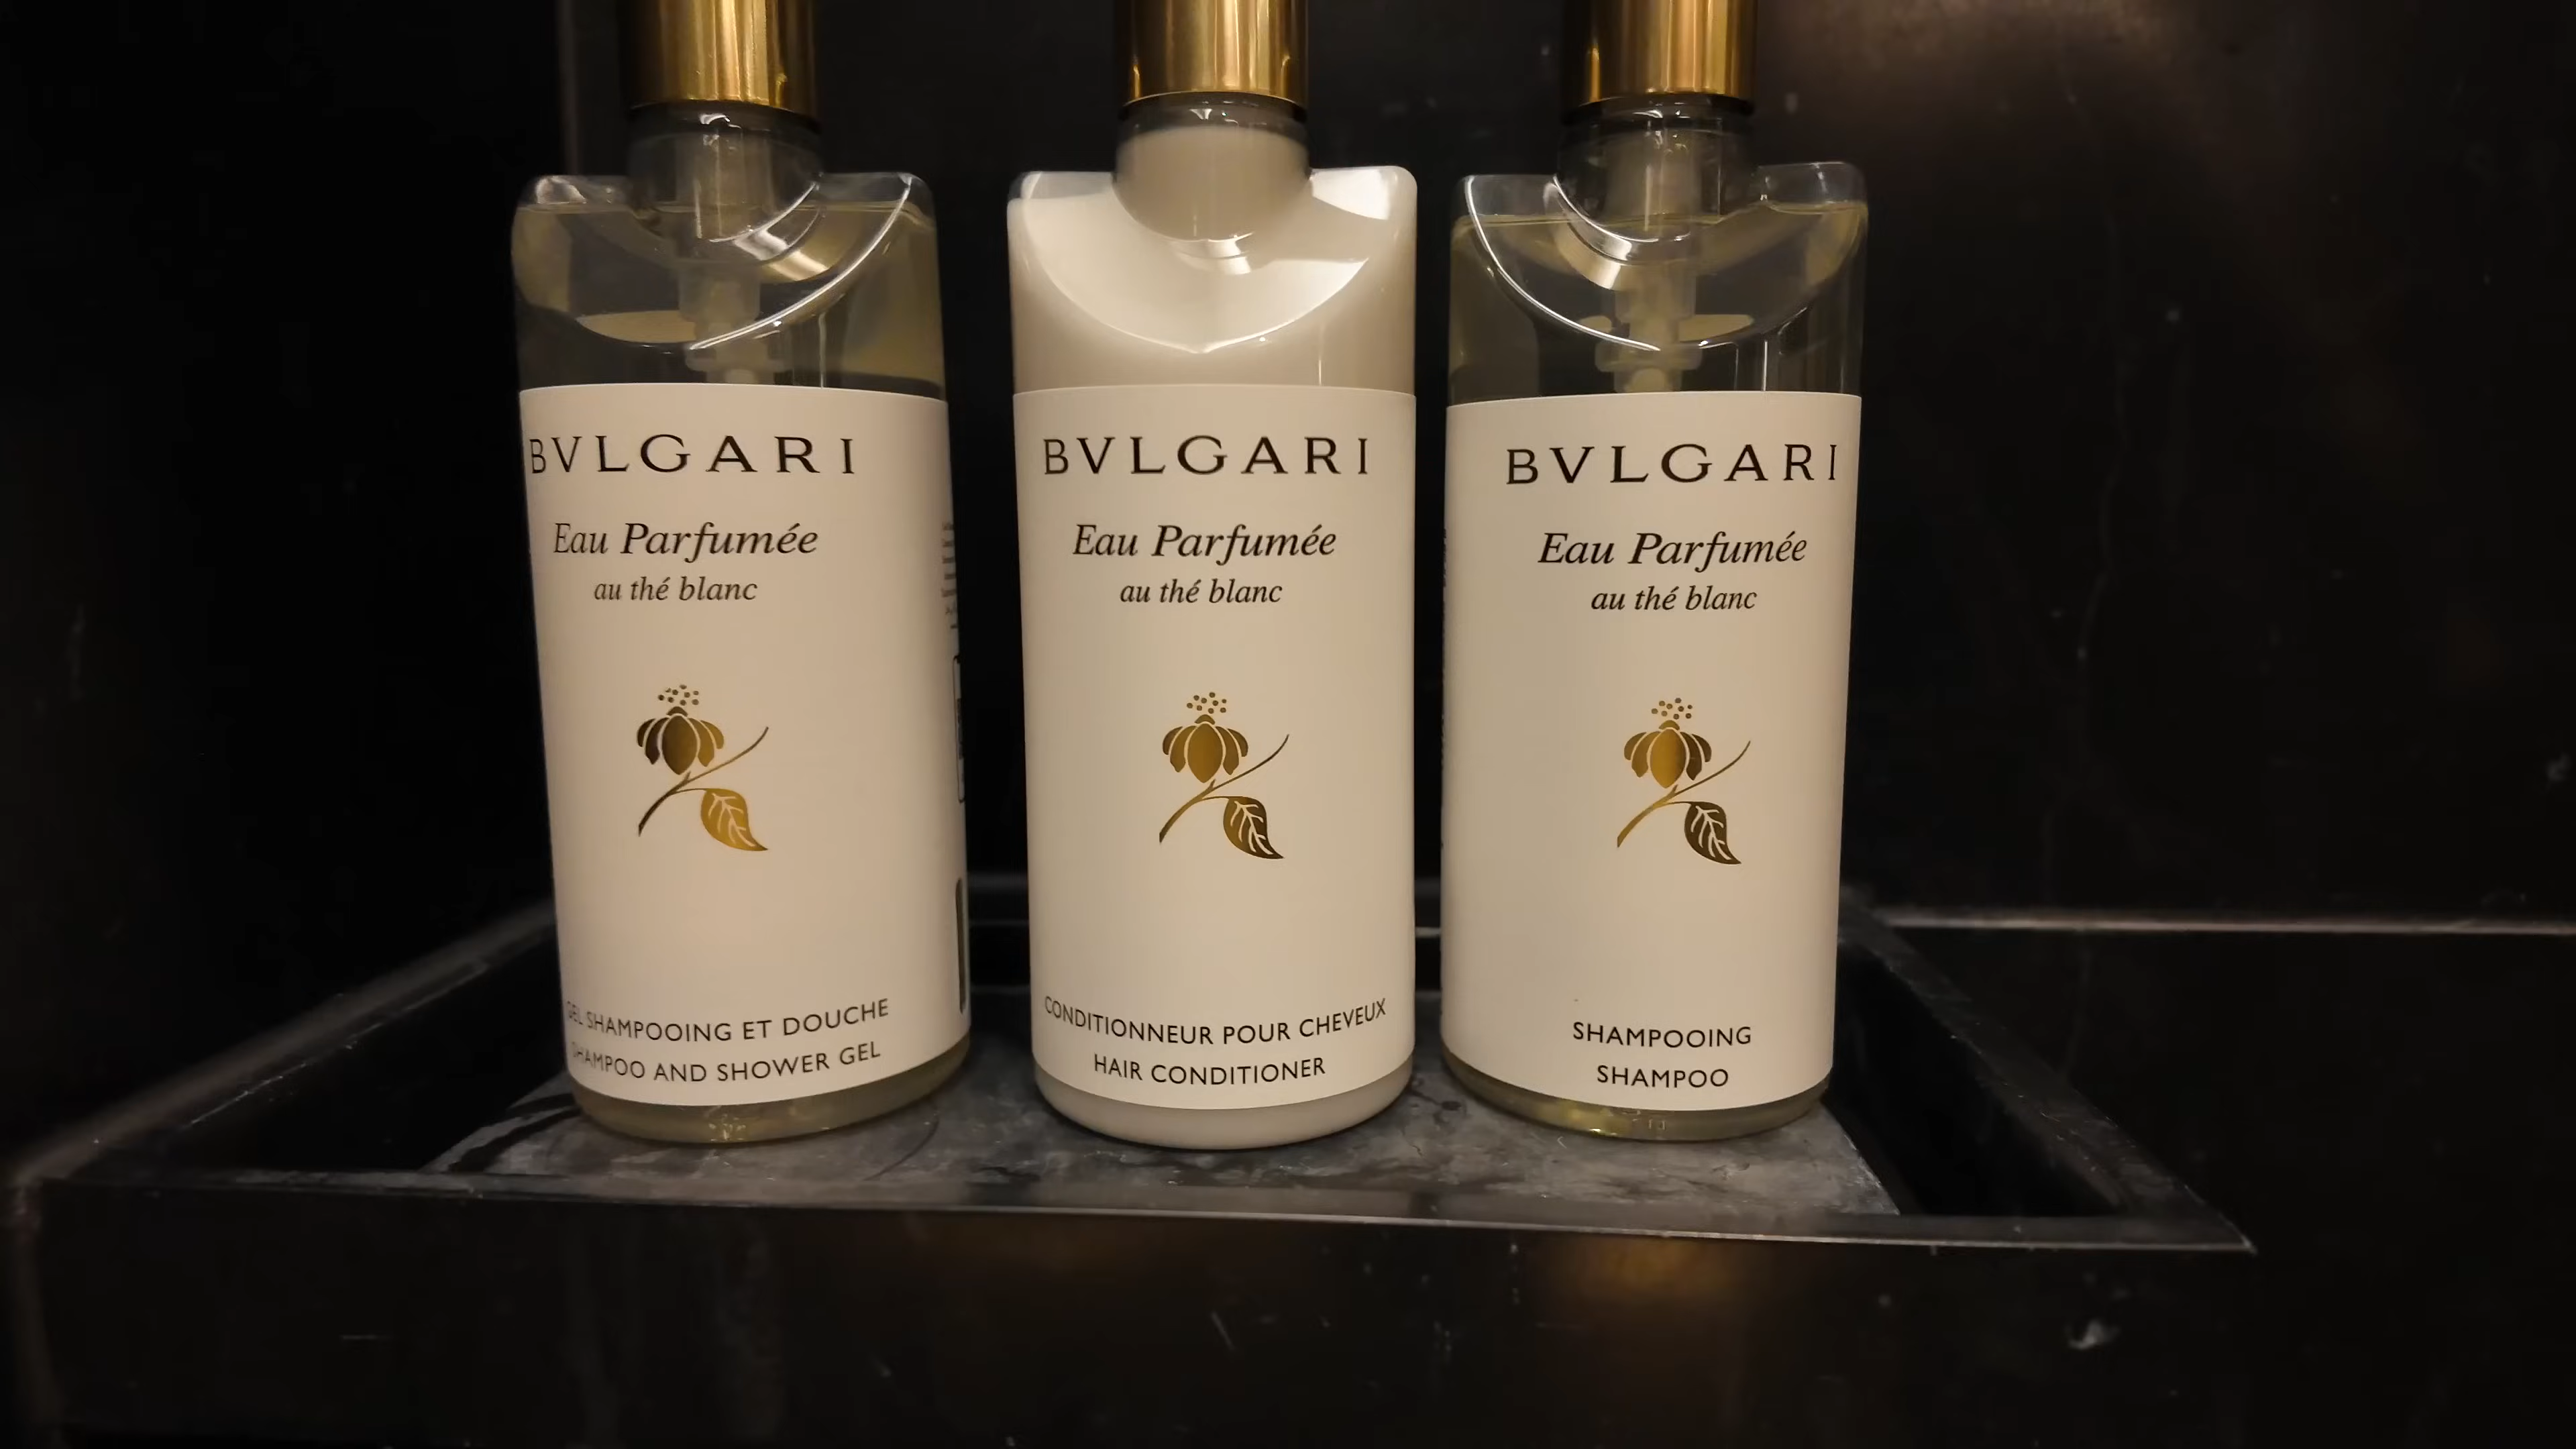 BVLGARI
Eau Parfumée
au thé blanc
GEL SHAMPOOING ET DOUCHE
SHAMPOO AND SHOWER GEL
BVLGARI
Eau Parfumée
au thé blanc
CONDITIONNEUR POUR CHEVEUX
HAIR CONDITIONER
BVLGARI
Eau Parfumée
au thé blanc
SHAMPOOING
SHAMPOO